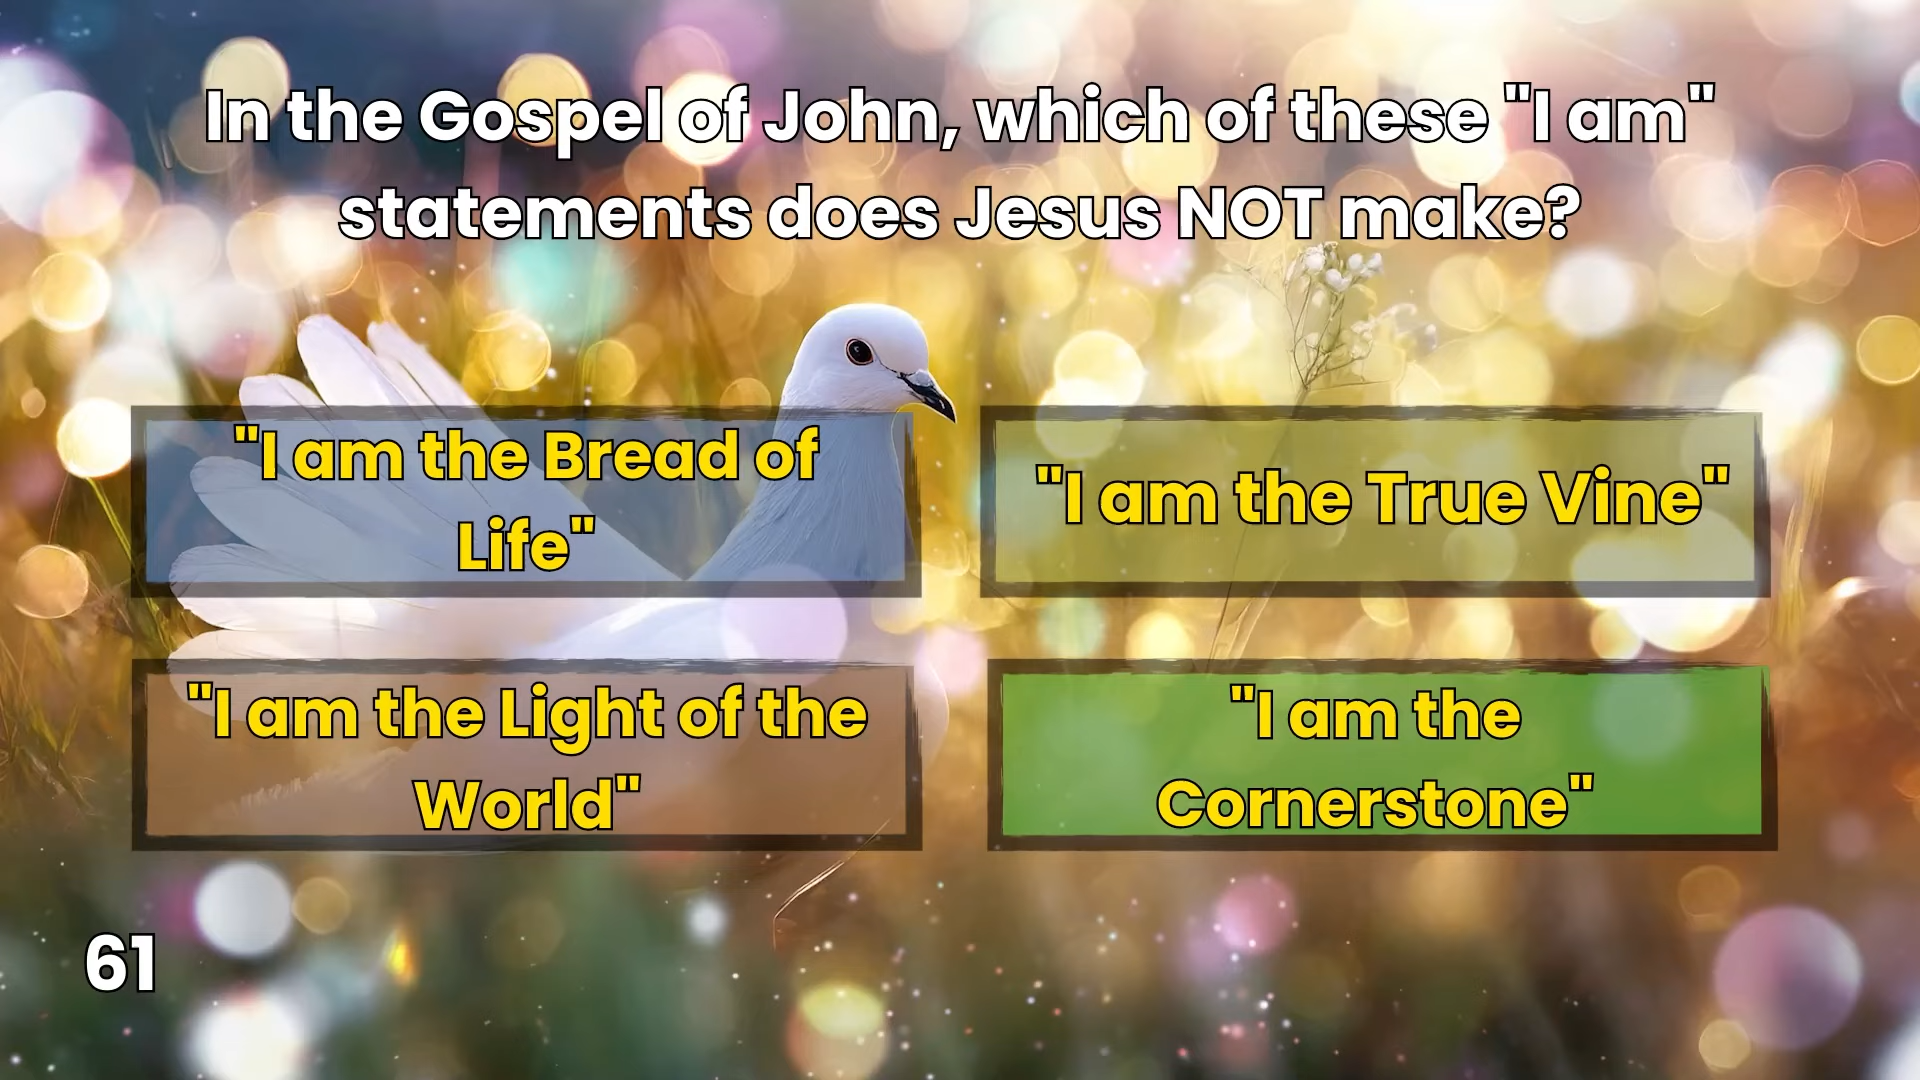 In the Gospel of John, which of these "I am"
statements does Jesus NOT make?
"I am the Bread of
Life"
"I am the True Vine"
"I am the Light of the
World"
"I am the
Cornerstone"
61